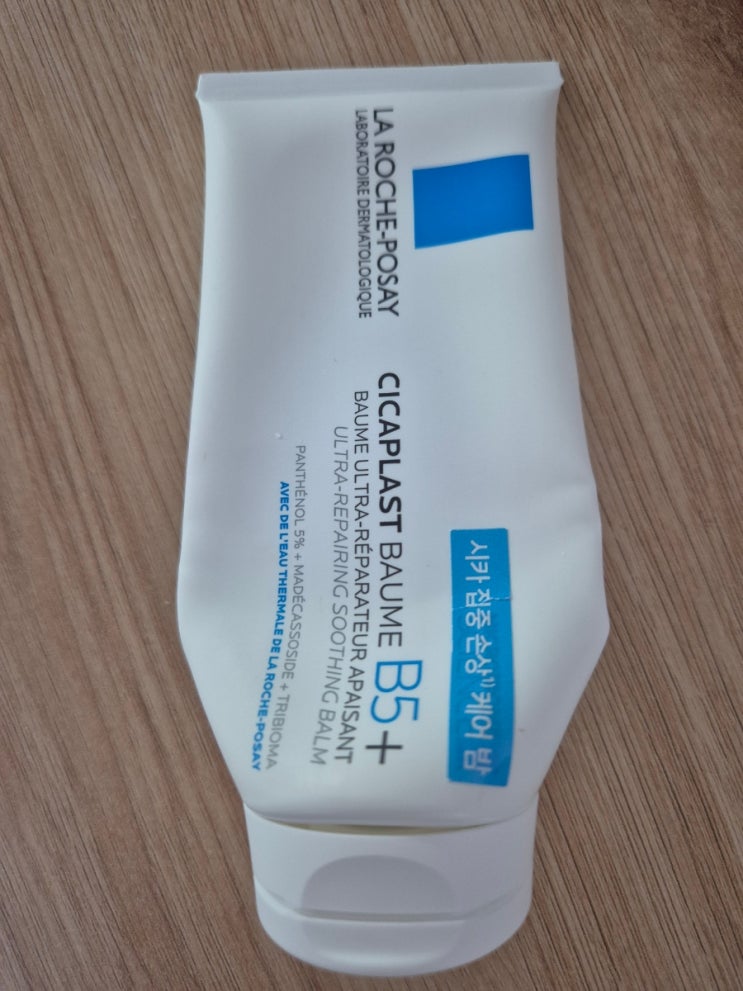 LA ROCHE-POSAY
LABORATOIRE DERMATOLOGIQUE
시카 집중 손상¹⁾ 케어 밤
CICAPLAST BAUME B5+
BAUME ULTRA-RÉPARATEUR APAISANT
ULTRA-REPAIRING SOOTHING BALM
PANTHÉNOL 5% + MADÉCASSOSIDE + TRIBIOMA
AVEC DE L'EAU THERMALE DE LA ROCHE-POSAY